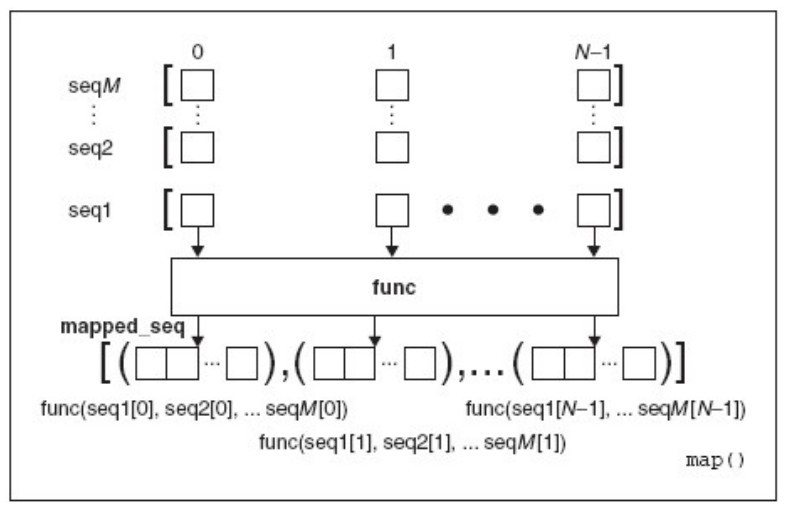 0 1 N–1
seqM [ ]
⋮ ⋮ ⋮ ⋮
seq2 [ ]
seq1 [ • • • ]
func
mapped_seq
[( ... ),( ... ),...( ... )]
func(seq1[0], seq2[0], ... seqM[0]) func(seq1[N–1], ... seqM[N–1])
func(seq1[1], seq2[1], ... seqM[1])
map()